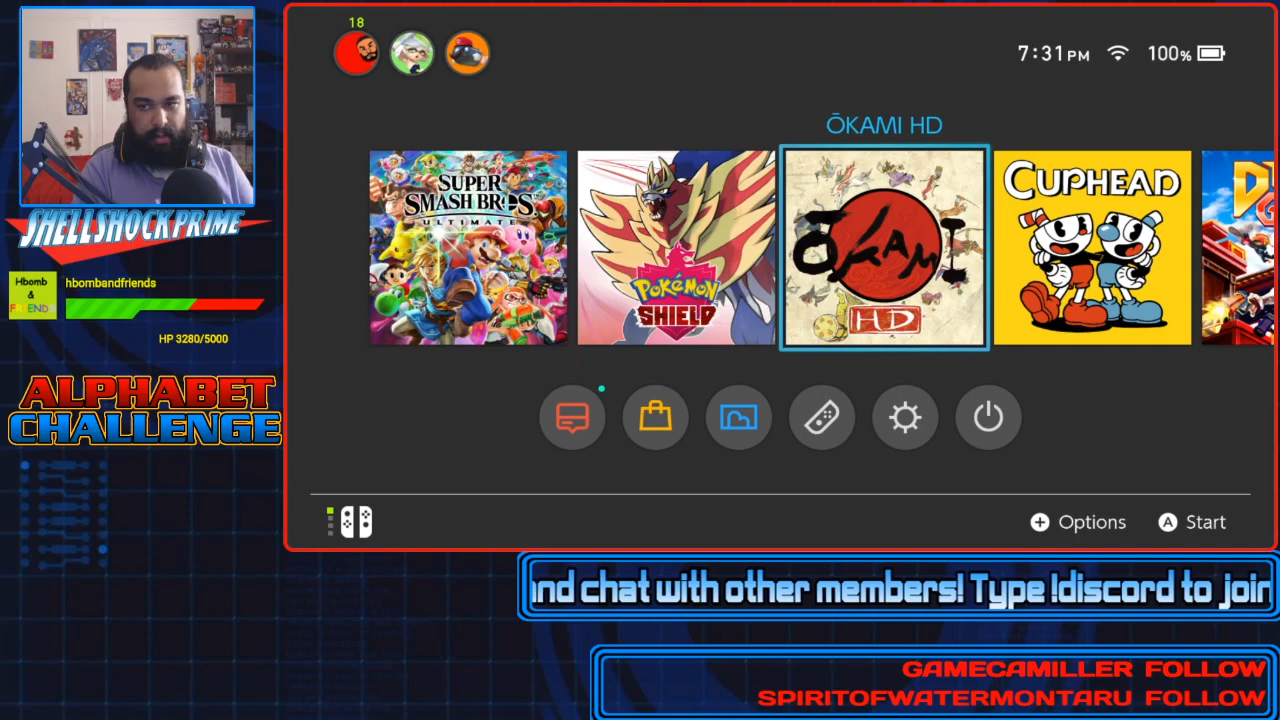 18
7:31 PM
100%
ŌKAMI HD
SUPER
SMASH BROS.
ULTIMATE
POKÉMON
SHIELD
ŌKAMI
HD
CUPHEAD
SHELLSHOCKPRIME
Hbomb
&
FRIENDS
hbombandfriends
HP 3280/5000
ALPHABET
CHALLENGE
Options
Start
and chat with other members! Type !discord to join
GAMECAMILLER FOLLOW
SPIRITOFWATERMONTARU FOLLOW